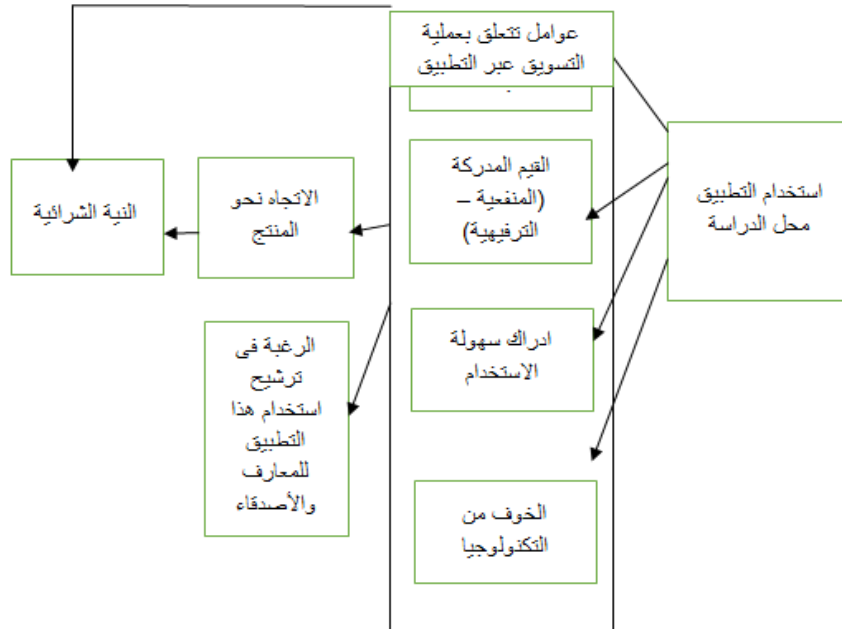 عوامل تتعلق بعملية
التسويق عبر التطبيق
استخدام التطبيق
محل الدراسة
القيم المدركة
(المنفعية –
الترفيهية)
الاتجاه نحو
المنتج
النية الشرائية
ادراك سهولة
الاستخدام
الرغبة فى
ترشيح
استخدام هذا
التطبيق
للمعارف
والأصدقاء
الخوف من
التكنولوجيا